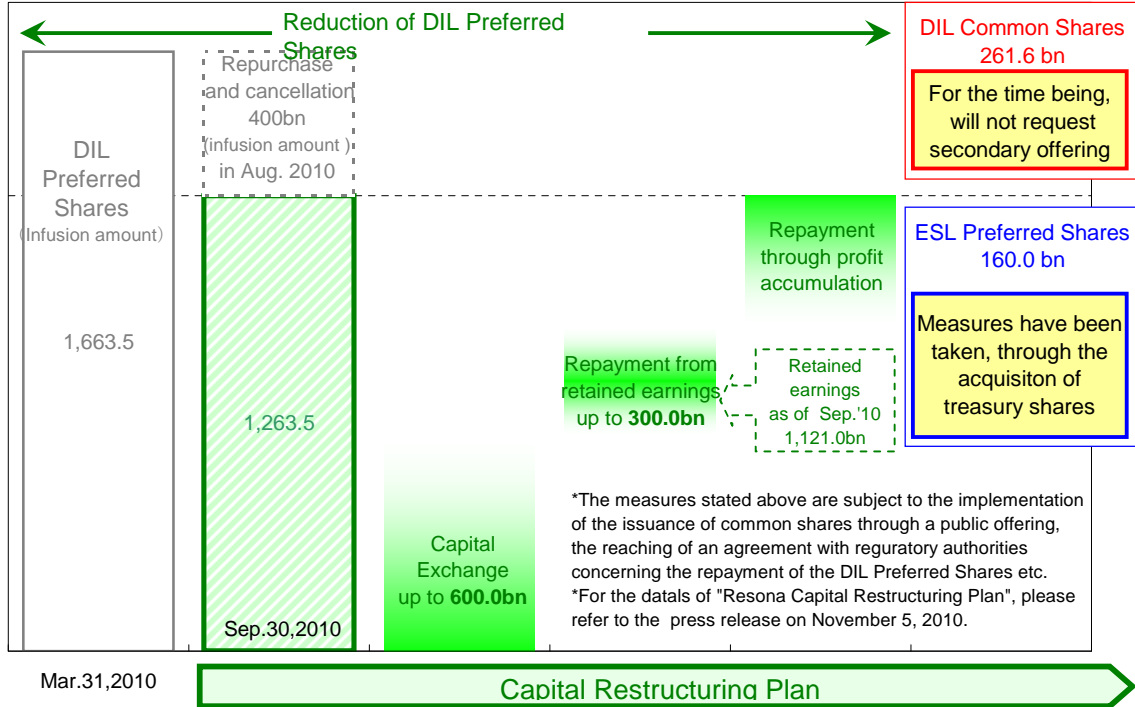 Reduction of DIL Preferred
Shares
DIL
Preferred
Shares
(Infusion amount)
1,663.5
Repurchase
and cancellation
400bn
(infusion amount )
in Aug. 2010
1,263.5
Sep.30,2010
Capital
Exchange
up to 600.0bn
Repayment from
retained earnings
up to 300.0bn
Retained
earnings
as of Sep.'10
1,121.0bn
Repayment
through profit
accumulation
DIL Common Shares
261.6 bn
For the time being,
will not request
secondary offering
ESL Preferred Shares
160.0 bn
Measures have been
taken, through the
acquisiton of
treasury shares
*The measures stated above are subject to the implementation
of the issuance of common shares through a public offering,
the reaching of an agreement with reguratory authorities
concerning the repayment of the DIL Preferred Shares etc.
*For the datals of "Resona Capital Restructuring Plan", please
refer to the press release on November 5, 2010.
Mar.31,2010
Capital Restructuring Plan